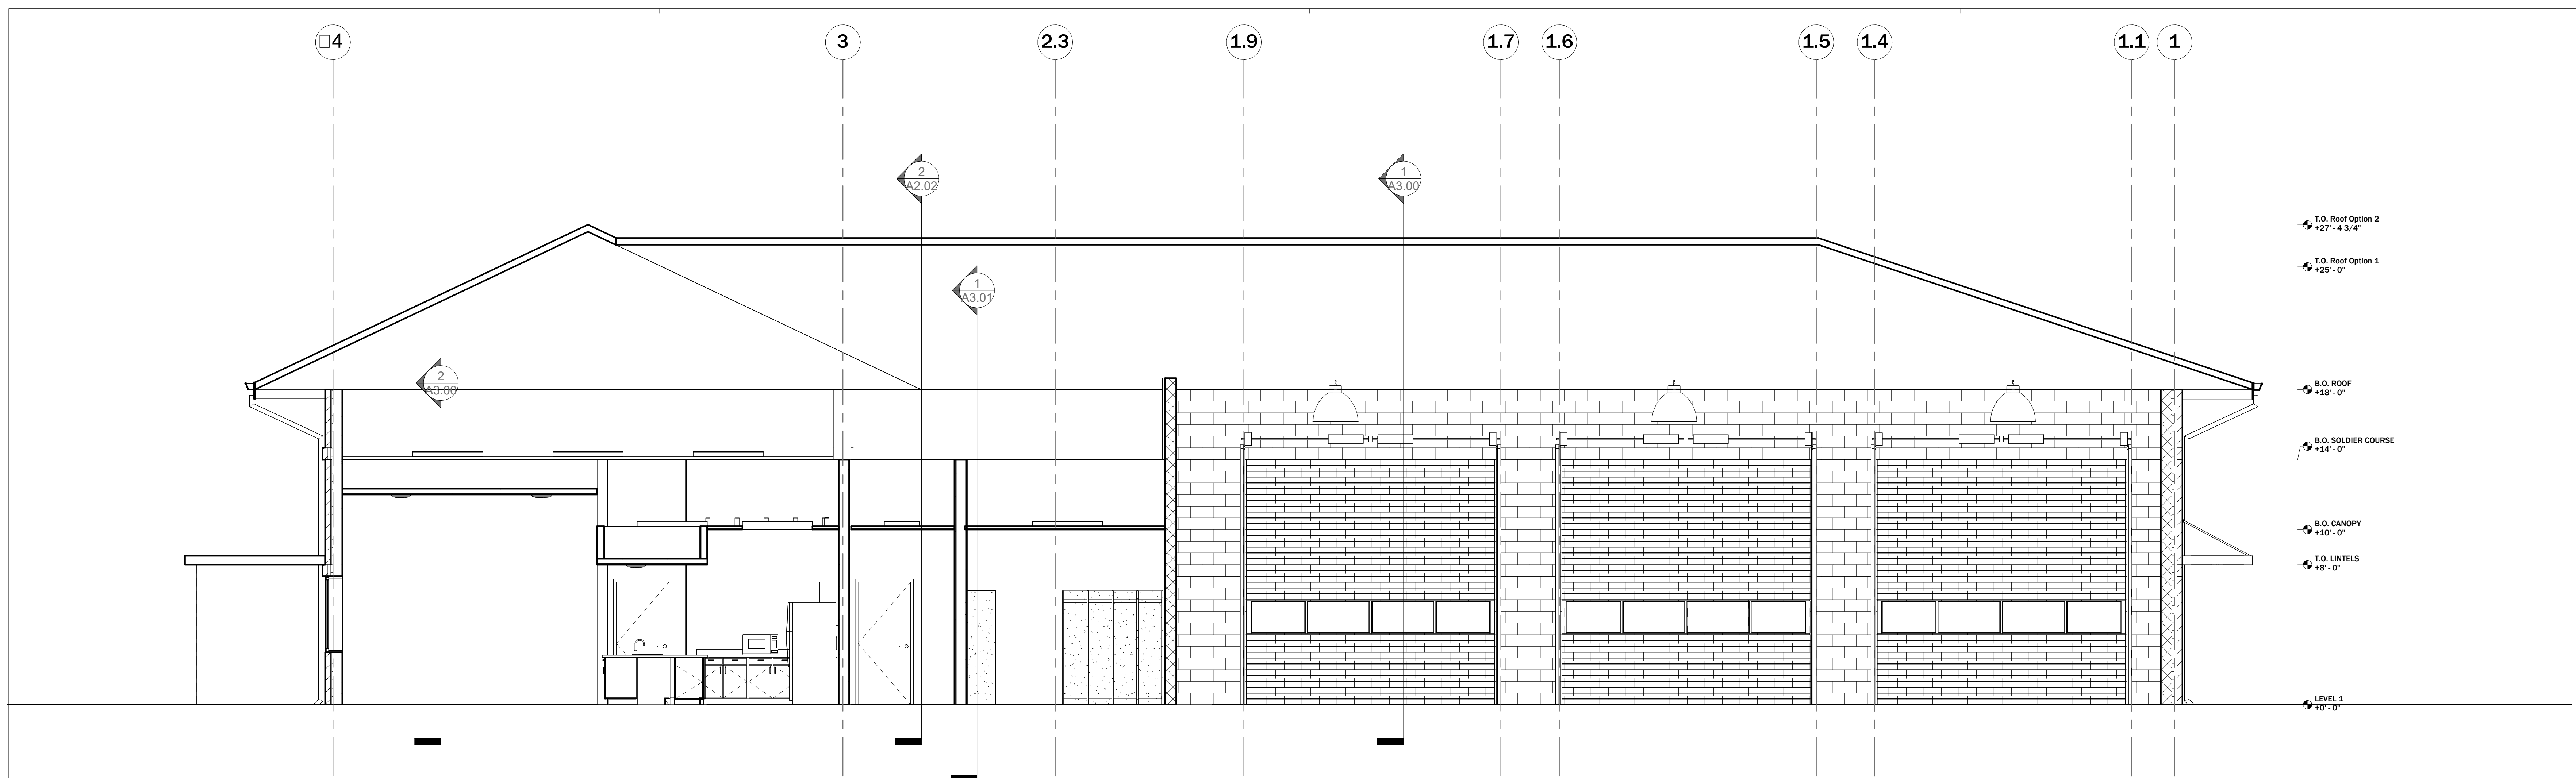 4
3
2.3
1.9
1.7
1.6
1.5
1.4
1.1
1
2
A2.02
1
A3.00
1
A3.01
2
A3.00
T.O. Roof Option 2
+27' - 4 3/4"
T.O. Roof Option 1
+25' - 0"
B.O. ROOF
+18' - 0"
B.O. SOLDIER COURSE
+14' - 0"
B.O. CANOPY
+10' - 0"
T.O. LINTELS
+8' - 0"
LEVEL 1
+0' - 0"